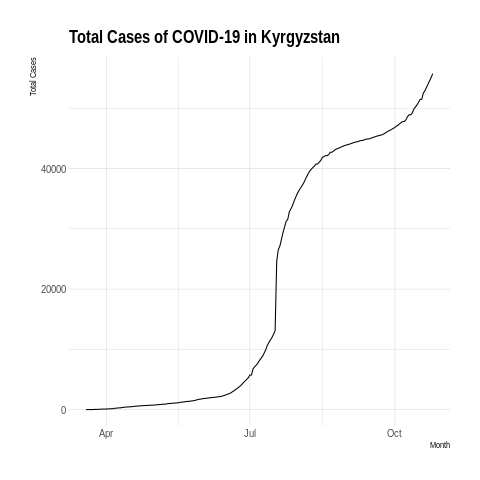 Total Cases of COVID-19 in Kyrgyzstan
Total Cases
40000
20000
0
Apr
Jul
Oct
Month